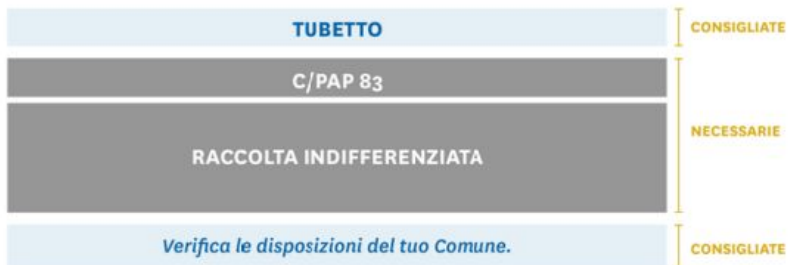 TUBETTO
CONSIGLIATE
C/PAP 83
NECESSARIE
RACCOLTA INDIFFERENZIATA
Verifica le disposizioni del tuo Comune.
CONSIGLIATE